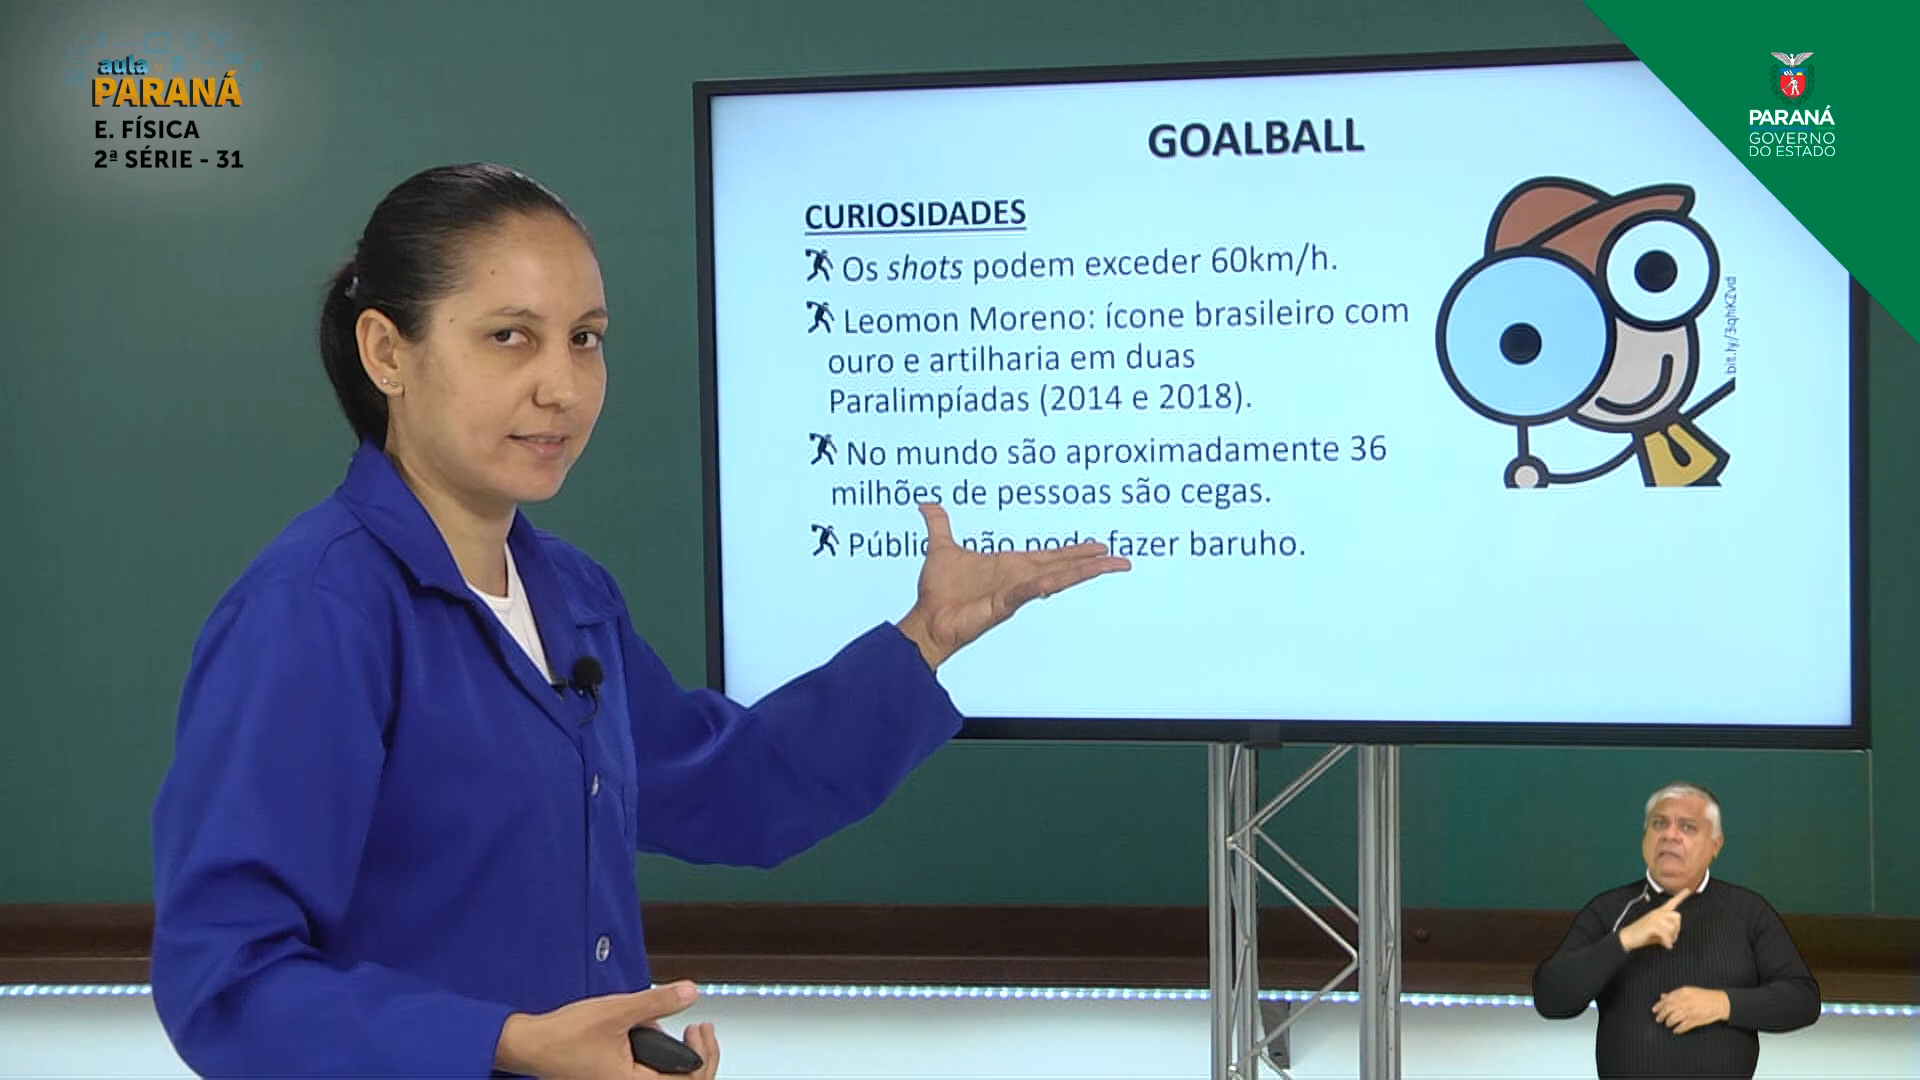 aula
PARANÁ
E. FÍSICA
2ª SÉRIE - 31
PARANÁ
GOVERNO
DO ESTADO
GOALBALL
CURIOSIDADES
Os shots podem exceder 60km/h.
Leomon Moreno: ícone brasileiro com
ouro e artilharia em duas
Paralimpíadas (2014 e 2018).
No mundo são aproximadamente 36
milhões de pessoas são cegas.
não pode fazer baruho.
bit.ly/3qhKZvd